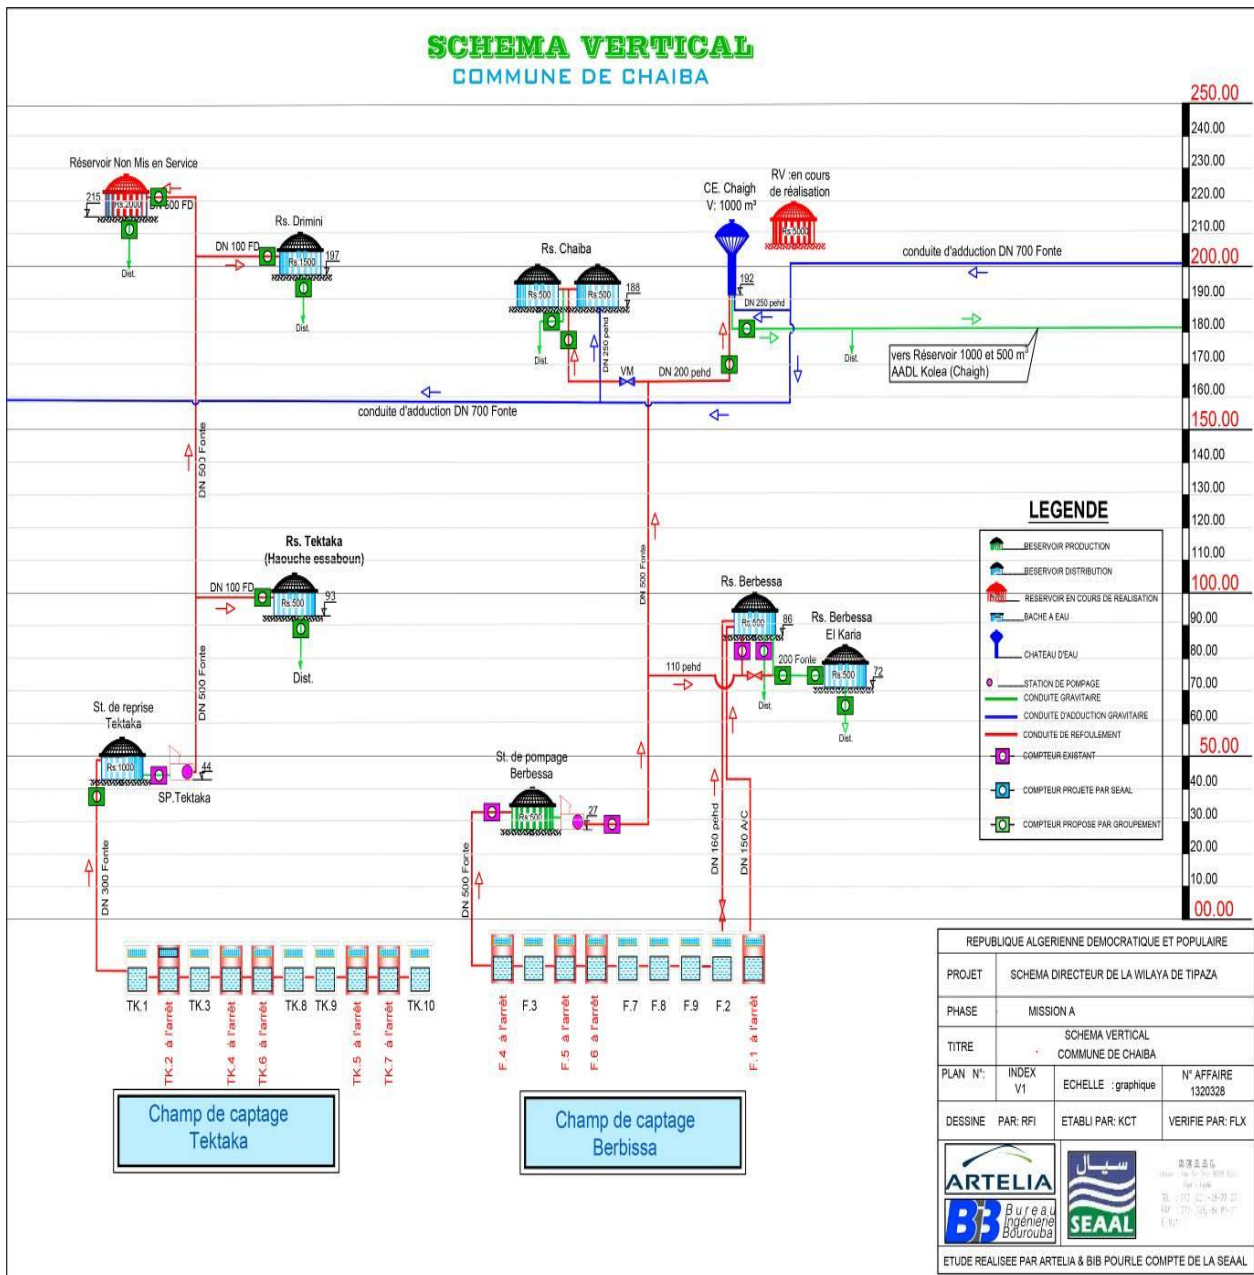 SCHEMA VERTICAL
COMMUNE DE CHAIBA
250.00
240.00
230.00
220.00
210.00
200.00
190.00
180.00
170.00
160.00
150.00
140.00
130.00
120.00
110.00
100.00
90.00
80.00
70.00
60.00
50.00
40.00
30.00
20.00
10.00
00.00
Réservoir Non Mis en Service
215
Rs:2000
DN 500 FD
Dist.
Rs. Drimini
DN 100 FD
Rs.1500
197
Dist.
Rs. Chaiba
Rs:500
Rs:500
188
Dist.
DN 250 pehd
VM
DN 200 pehd
CE. Chaigh
V: 1000 m³
192
DN 250 pehd
RV :en cours
de réalisation
Rs:5000
conduite d'adduction DN 700 Fonte
Dist.
vers Réservoir 1000 et 500 m³
AADL Kolea (Chaigh)
conduite d'adduction DN 700 Fonte
DN 500 Fonte
Rs. Tektaka
(Haouche essaboun)
DN 100 FD
Rs:500
93
Dist.
DN 500 Fonte
St. de reprise
Tektaka
Rs:1000
44
SP.Tektaka
DN 300 Fonte
DN 500 Fonte
Rs. Berbessa
Rs:500
86
Rs. Berbessa
El Karia
110 pehd
200 Fonte
Rs:500
72
Dist.
Dist.
St. de pompage
Berbessa
Rs:500
27
DN 500 Fonte
DN 160 pehd
DN 150 A/C
TK.1
TK.2 à l'arrêt
TK.3
TK.4 à l'arrêt
TK.6 à l'arrêt
TK.8
TK.9
TK.5 à l'arrêt
TK.7 à l'arrêt
TK.10
F.4 à l'arrêt
F.3
F.5 à l'arrêt
F.6 à l'arrêt
F.7
F.8
F.9
F.2
F.1 à l'arrêt
Champ de captage
Tektaka
Champ de captage
Berbissa
LEGENDE
RESERVOIR PRODUCTION
RESERVOIR DISTRIBUTION
RESERVOIR EN COURS DE REALISATION
BACHE A EAU
CHATEAU D'EAU
STATION DE POMPAGE
CONDUITE GRAVITAIRE
CONDUITE D'ADDUCTION GRAVITAIRE
CONDUITE DE REFOULEMENT
COMPTEUR EXISTANT
COMPTEUR PROJETE PAR SEAAL
COMPTEUR PROPOSE PAR GROUPEMENT
REPUBLIQUE ALGERIENNE DEMOCRATIQUE ET POPULAIRE
PROJET SCHEMA DIRECTEUR DE LA WILAYA DE TIPAZA
PHASE MISSION A
TITRE SCHEMA VERTICAL
COMMUNE DE CHAIBA
PLAN N°: INDEX V1 ECHELLE : graphique N° AFFAIRE 1320328
DESSINE PAR: RFI ETABLI PAR: KCT VERIFIE PAR: FLX
ARTELIA
BIB Bureau
Ingénierie
Bourouba
سيال
SEAAL
ETUDE REALISEE PAR ARTELIA & BIB POURLE COMPTE DE LA SEAAL